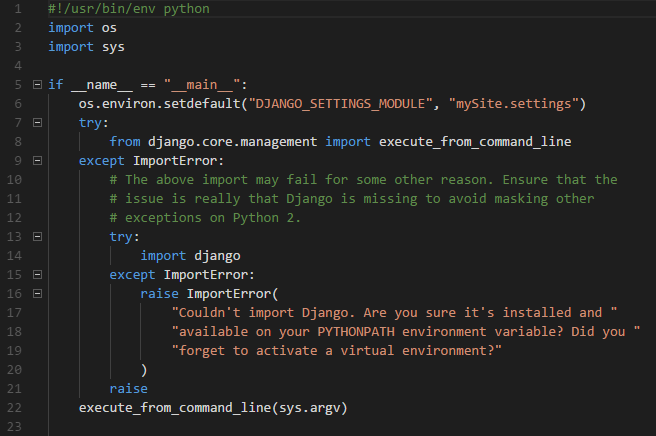 1 #!/usr/bin/env python
2 import os
3 import sys
4
5 if __name__ == "__main__":
6     os.environ.setdefault("DJANGO_SETTINGS_MODULE", "mySite.settings")
7     try:
8         from django.core.management import execute_from_command_line
9     except ImportError:
10         # The above import may fail for some other reason. Ensure that the
11         # issue is really that Django is missing to avoid masking other
12         # exceptions on Python 2.
13         try:
14             import django
15         except ImportError:
16             raise ImportError(
17                 "Couldn't import Django. Are you sure it's installed and "
18                 "available on your PYTHONPATH environment variable? Did you "
19                 "forget to activate a virtual environment?"
20             )
21         raise
22     execute_from_command_line(sys.argv)
23